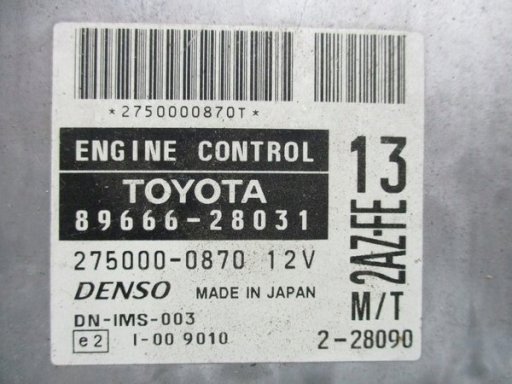 *2750000870T*
ENGINE CONTROL
TOYOTA
89666-28031
275000-0870 12V
DENSO MADE IN JAPAN
DN-IMS-003
e2 I-00 9010
13
2AZ-FE
M/T
2-28090